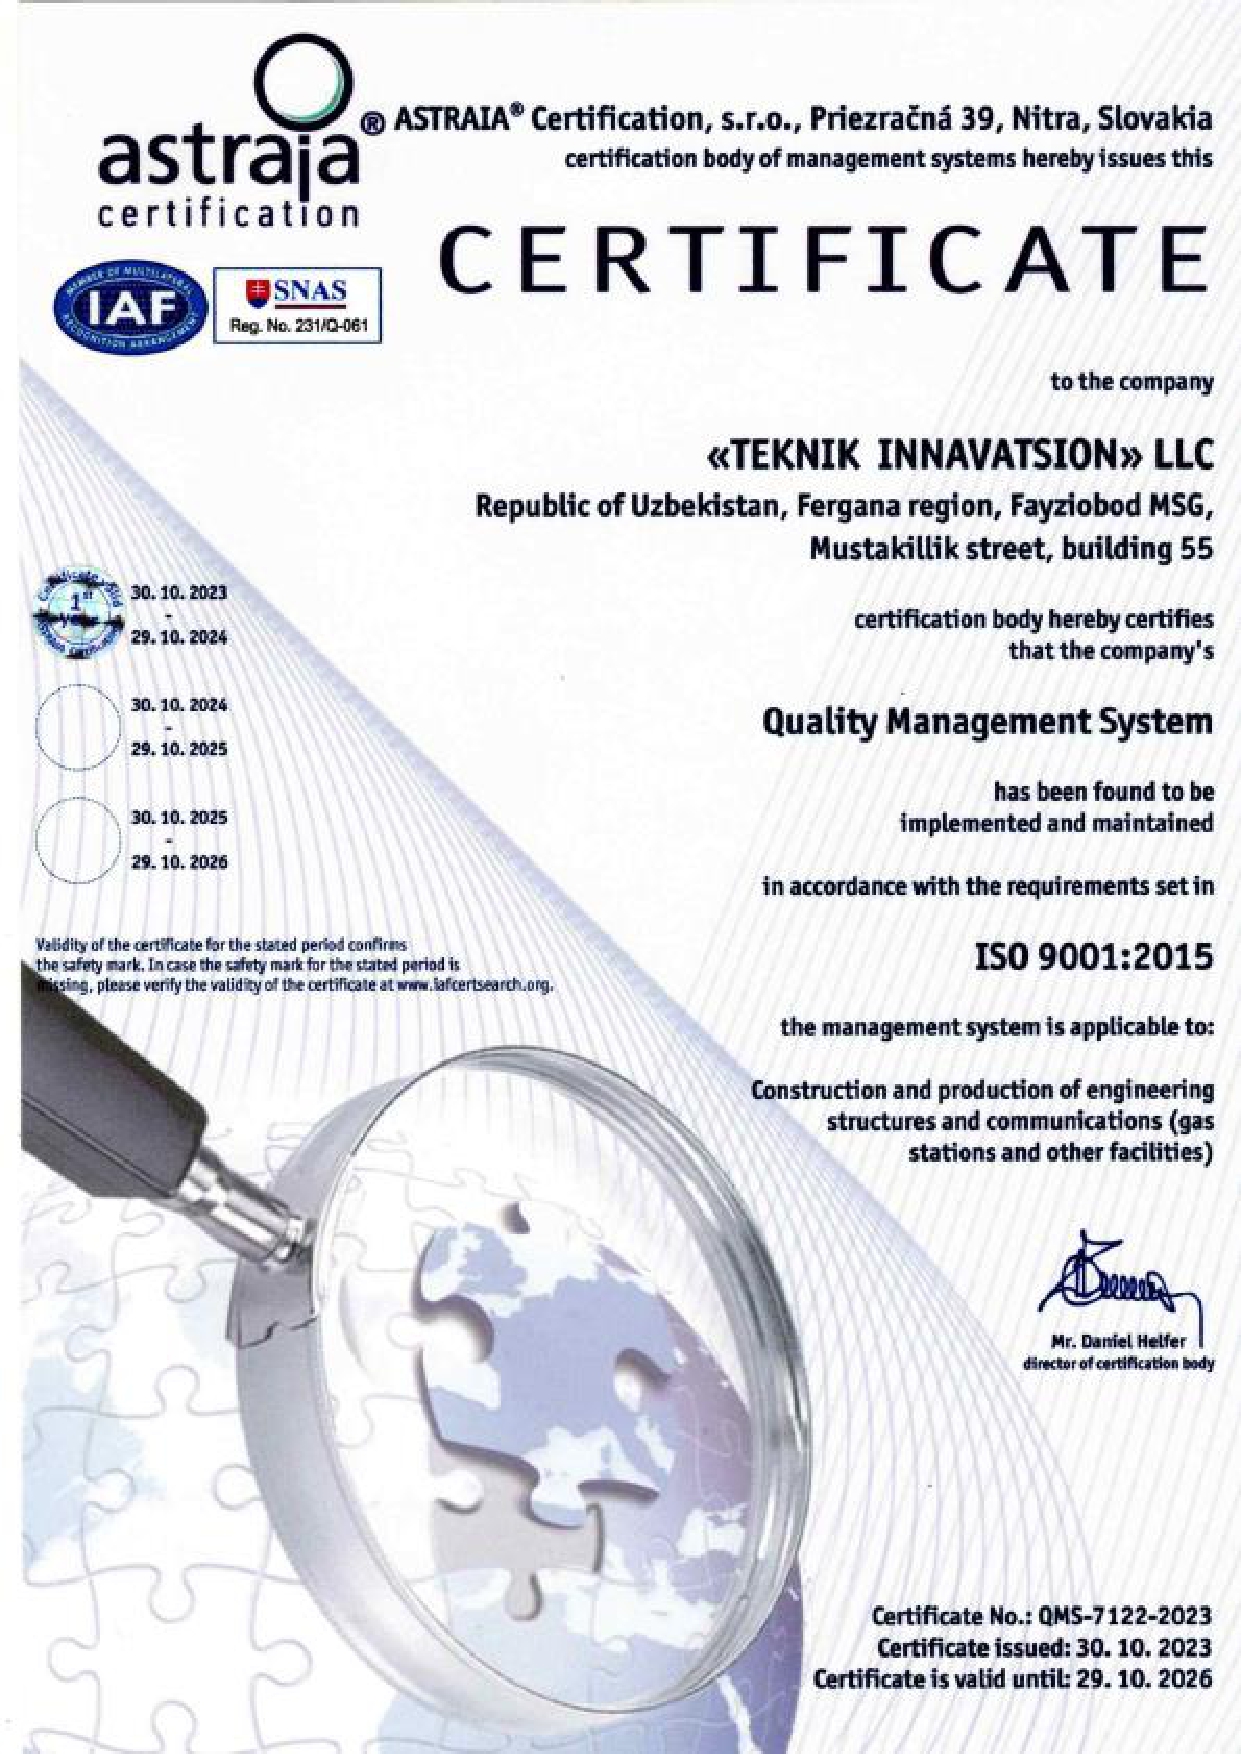 astraia ®
certification
ASTRAIA® Certification, s.r.o., Priezračná 39, Nitra, Slovakia
certification body of management systems hereby issues this
CERTIFICATE
MEMBER OF MULTILATERAL
IAF
RECOGNITION ARRANGEMENT
SNAS
Reg. No. 231/Q-061
to the company
«TEKNIK INNAVATSION» LLC
Republic of Uzbekistan, Fergana region, Fayziobod MSG,
Mustakillik street, building 55
1st
year
30. 10. 2023
-
29. 10. 2024
30. 10. 2024
-
29. 10. 2025
30. 10. 2025
-
29. 10. 2026
certification body hereby certifies
that the company's
Quality Management System
has been found to be
implemented and maintained
in accordance with the requirements set in
Validity of the certificate for the stated period confirms
the safety mark. In case the safety mark for the stated period is
missing, please verify the validity of the certificate at www.iafcertsearch.org.
ISO 9001:2015
the management system is applicable to:
Construction and production of engineering
structures and communications (gas
stations and other facilities)
Mr. Daniel Helfer
director of certification body
Certificate No.: QMS-7122-2023
Certificate issued: 30. 10. 2023
Certificate is valid until: 29. 10. 2026